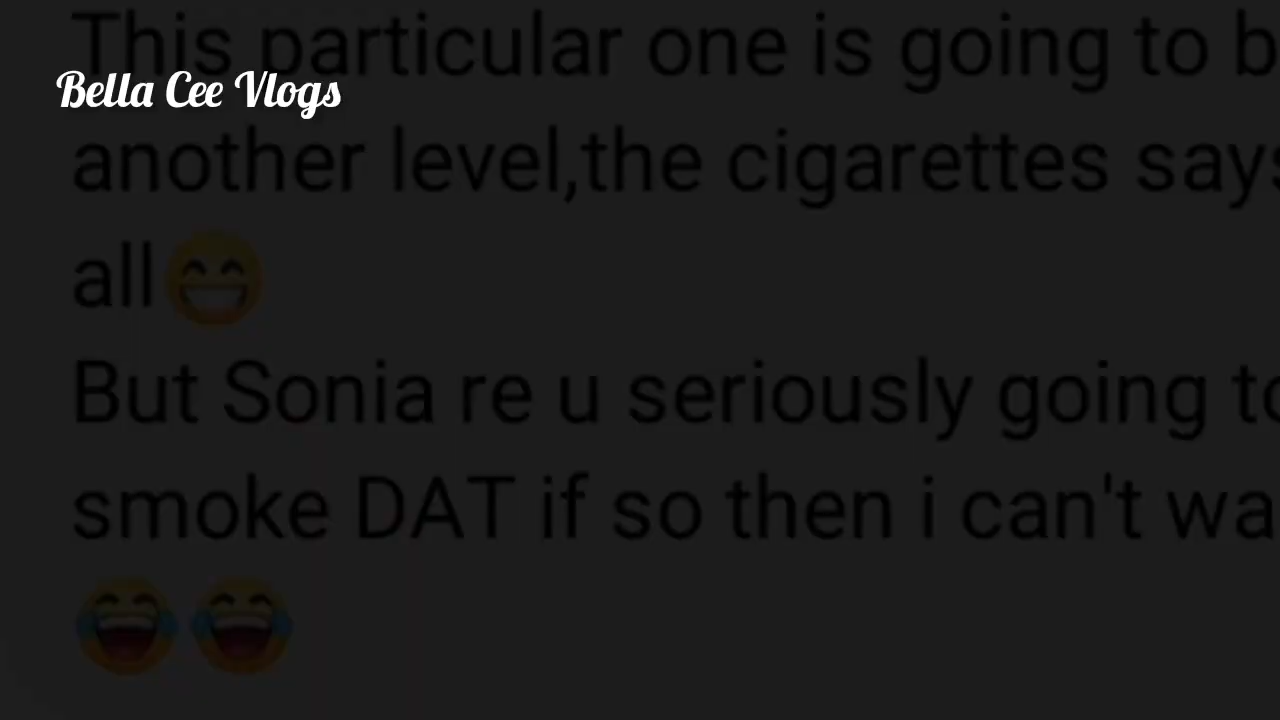 This particular one is going to
Bella Cee Vlogs
another level,the cigarettes says
all😁
But Sonia re u seriously going to
smoke DAT if so then i can't
😂😂